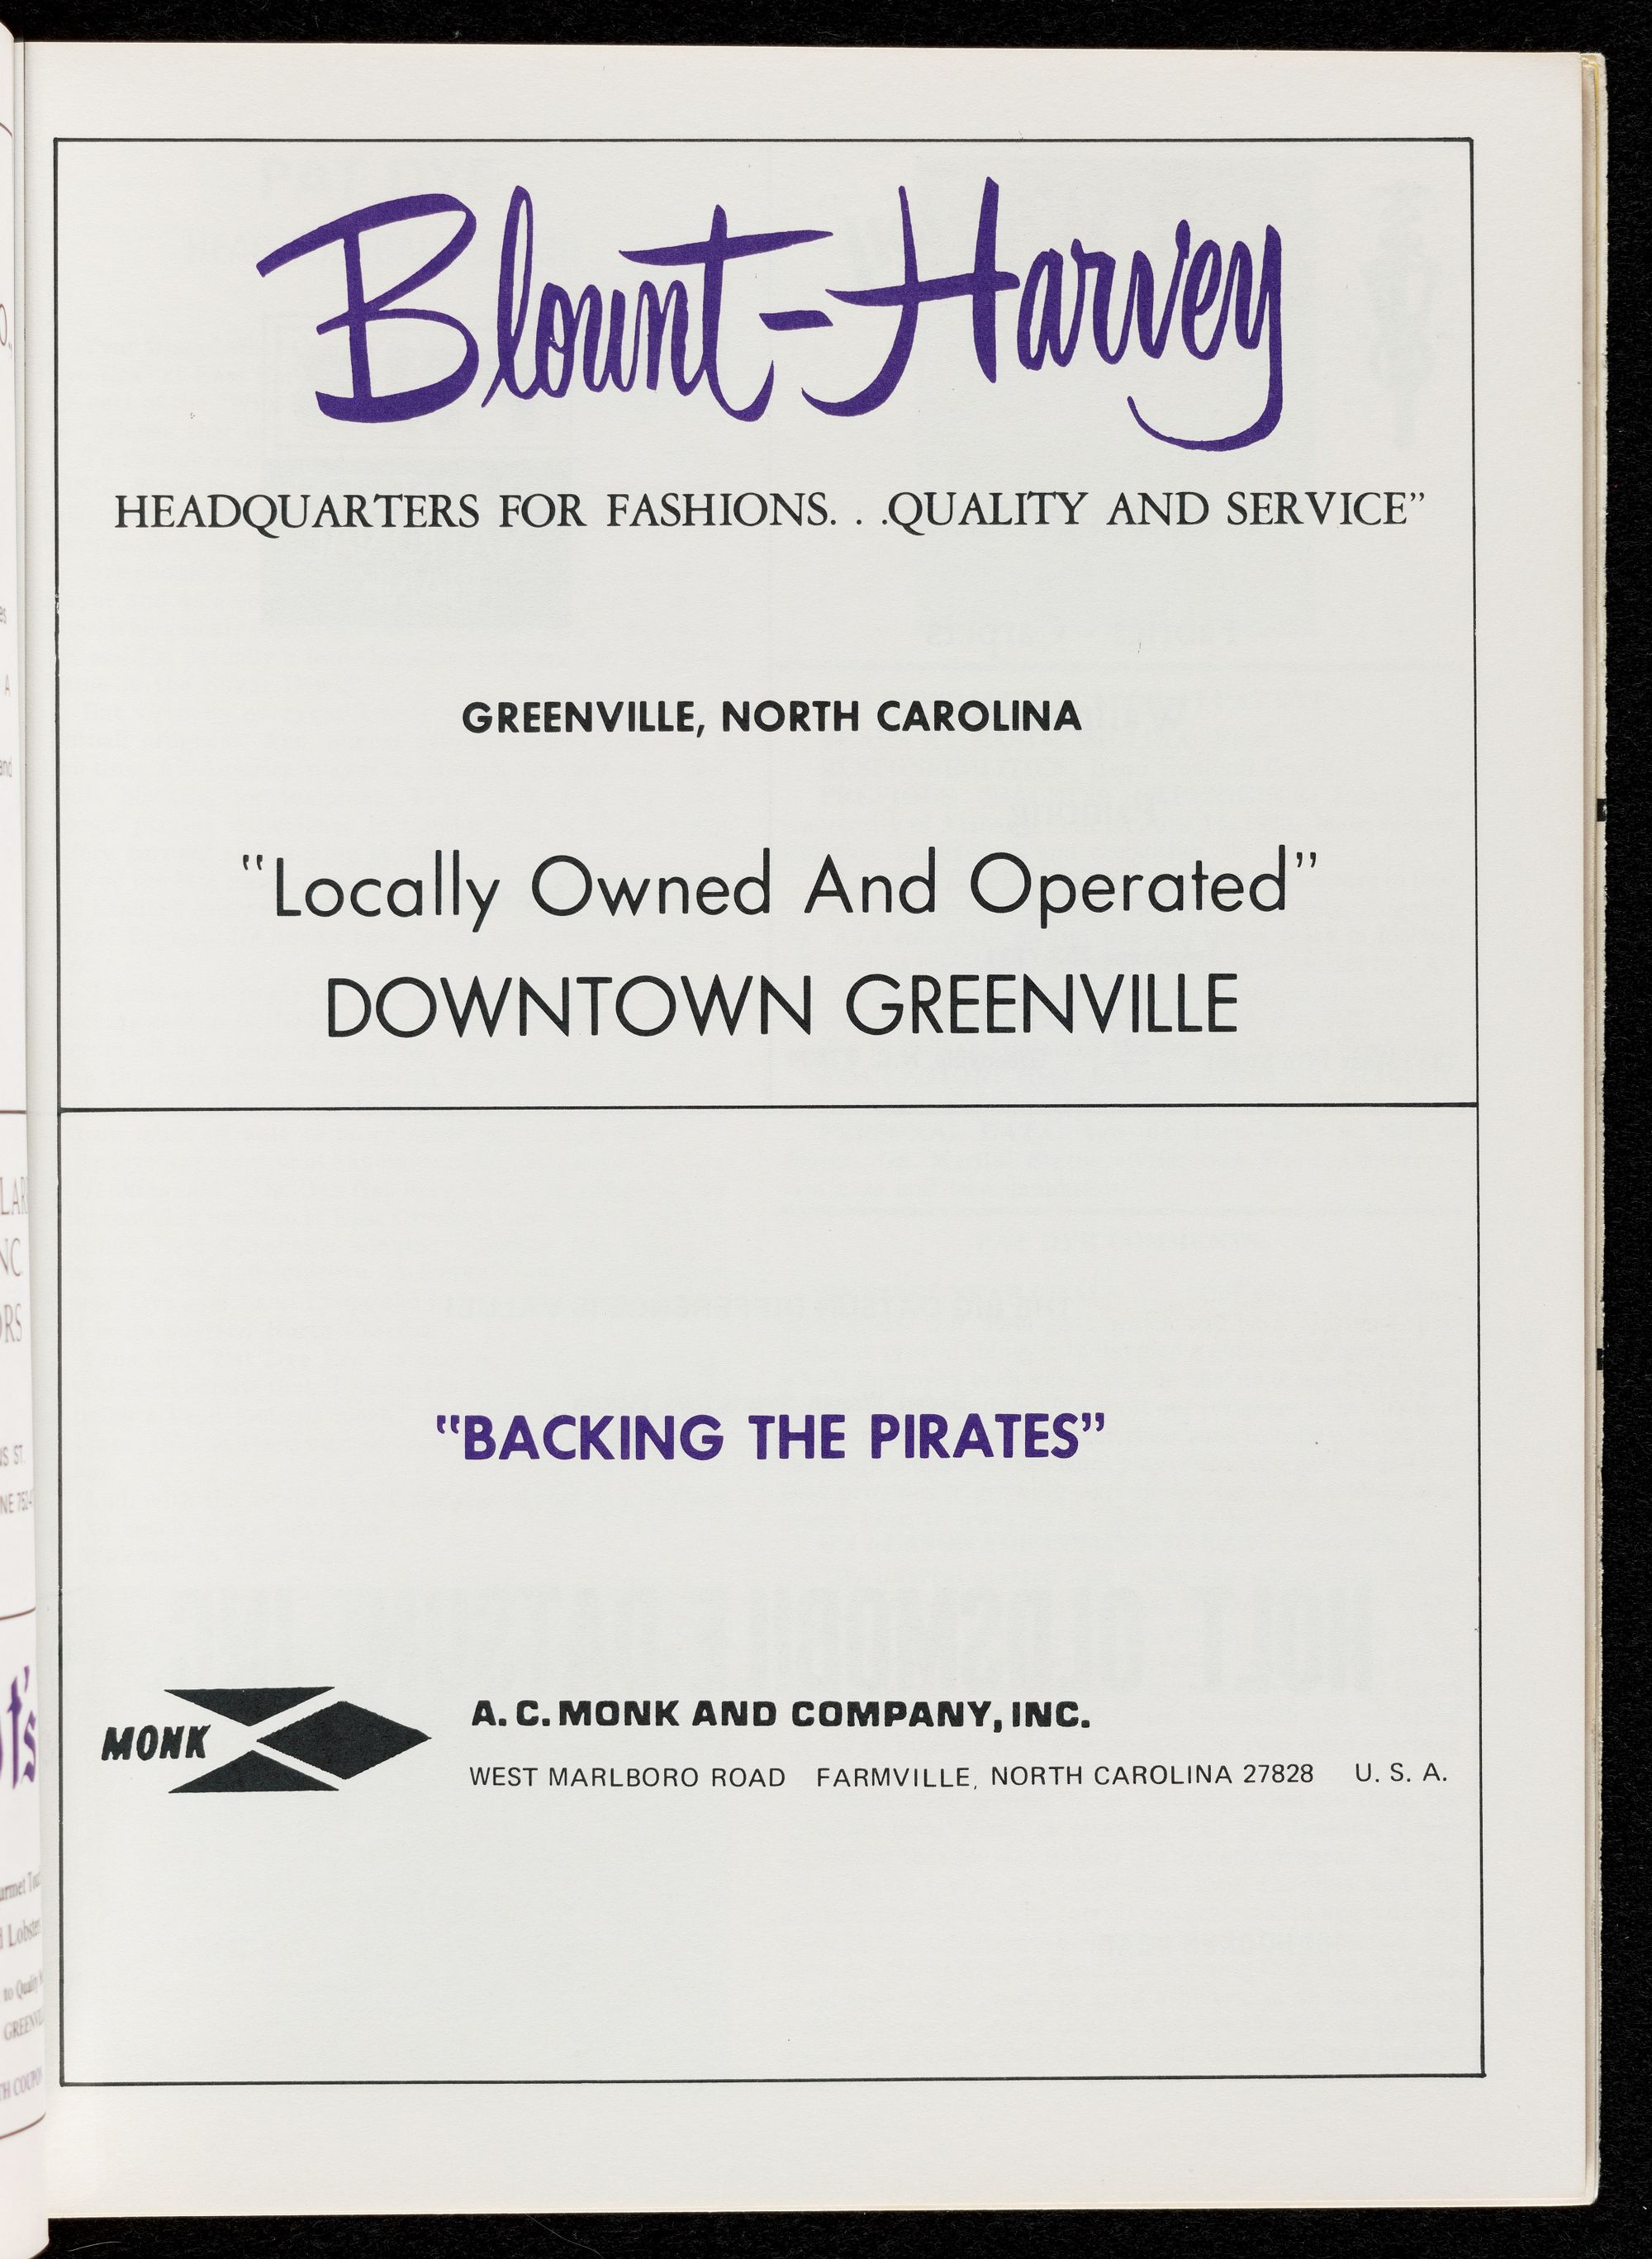 Blount-Harvey
HEADQUARTERS FOR FASHIONS. . .QUALITY AND SERVICE”
GREENVILLE, NORTH CAROLINA
“Locally Owned And Operated”
DOWNTOWN GREENVILLE
“BACKING THE PIRATES”
MONK
A. C. MONK AND COMPANY, INC.
WEST MARLBORO ROAD FARMVILLE, NORTH CAROLINA 27828 U. S. A.